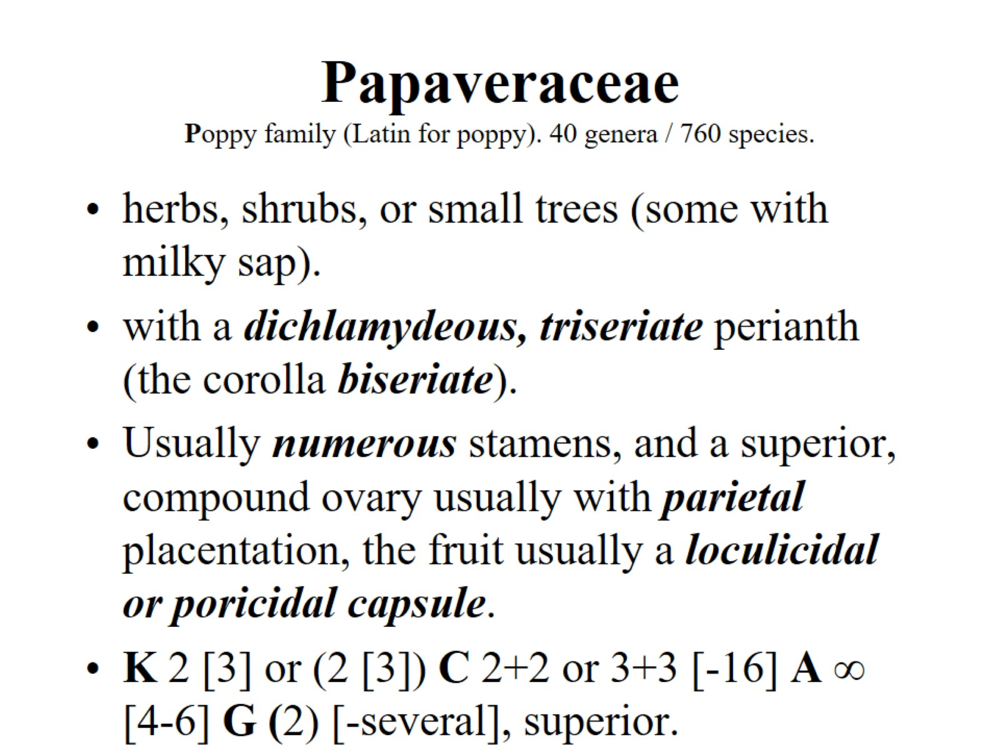 Papaveraceae
Poppy family (Latin for poppy). 40 genera / 760 species.
• herbs, shrubs, or small trees (some with
milky sap).
• with a dichlamydeous, triseriate perianth
(the corolla biseriate).
• Usually numerous stamens, and a superior,
compound ovary usually with parietal
placentation, the fruit usually a loculicidal
or poricidal capsule.
• K 2 [3] or (2 [3]) C 2+2 or 3+3 [-16] A ∞
[4-6] G (2) [-several], superior.